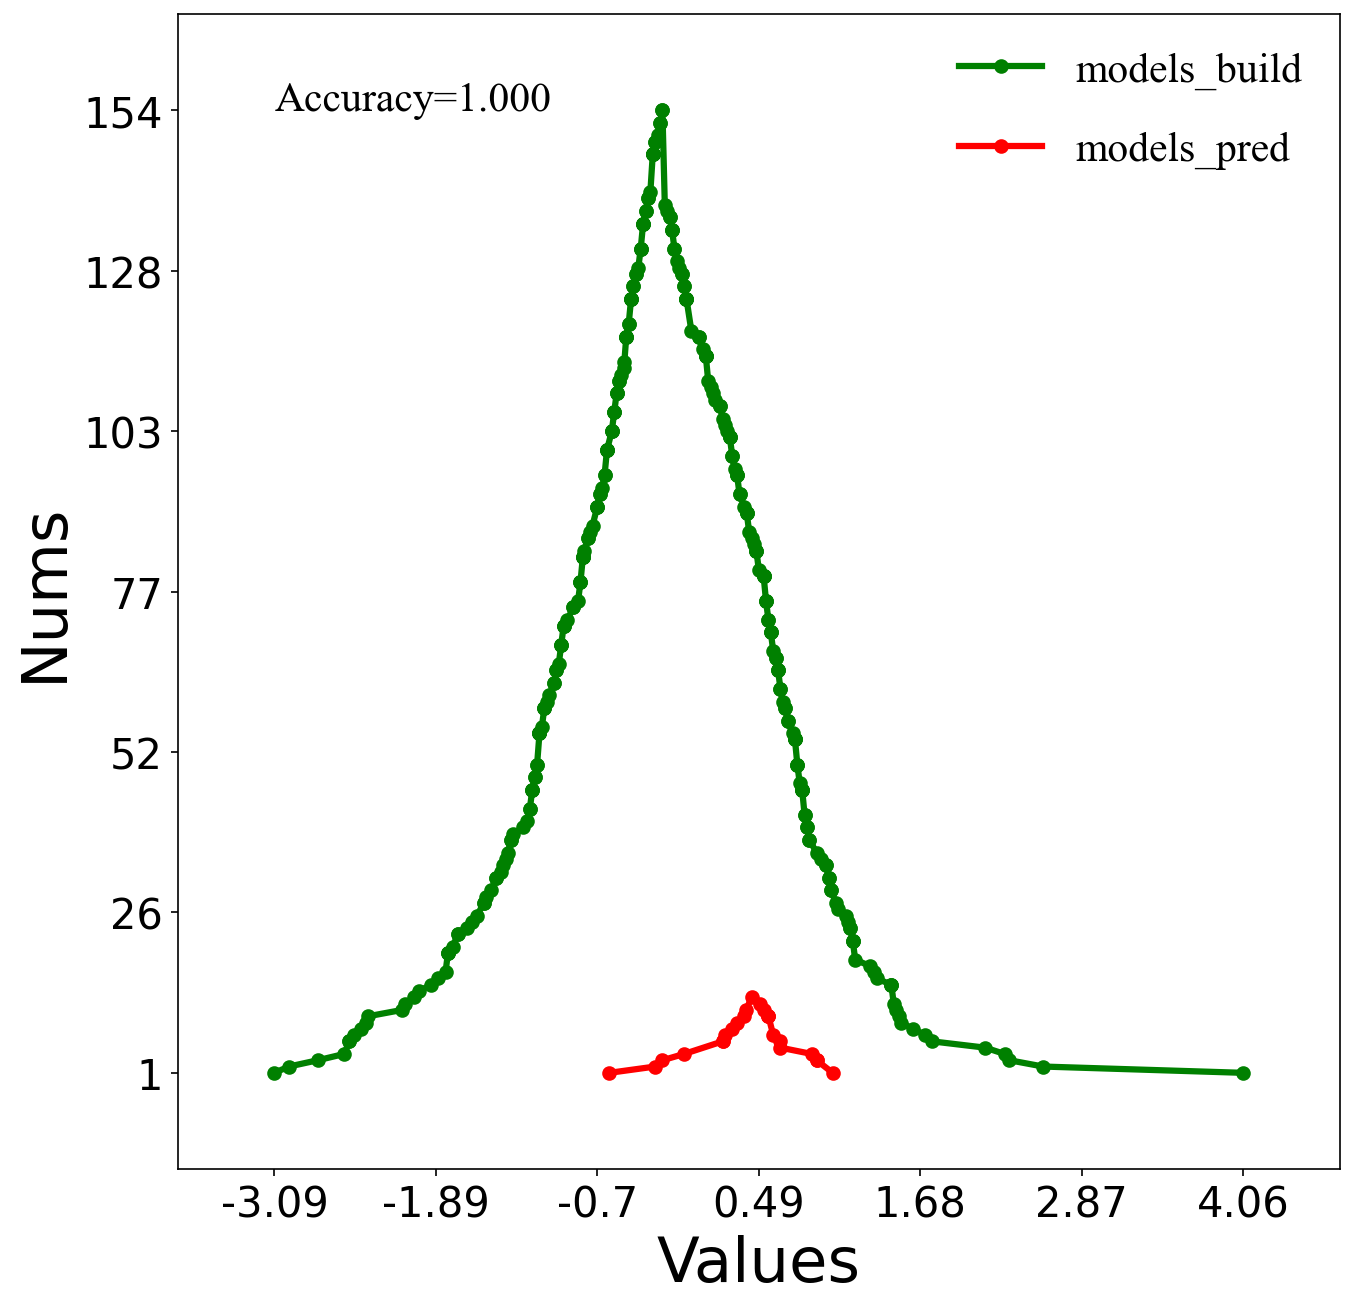 Accuracy=1.000
models_build
models_pred
Nums
154
128
103
77
52
26
1
-3.09 -1.89 -0.7 0.49 1.68 2.87 4.06
Values